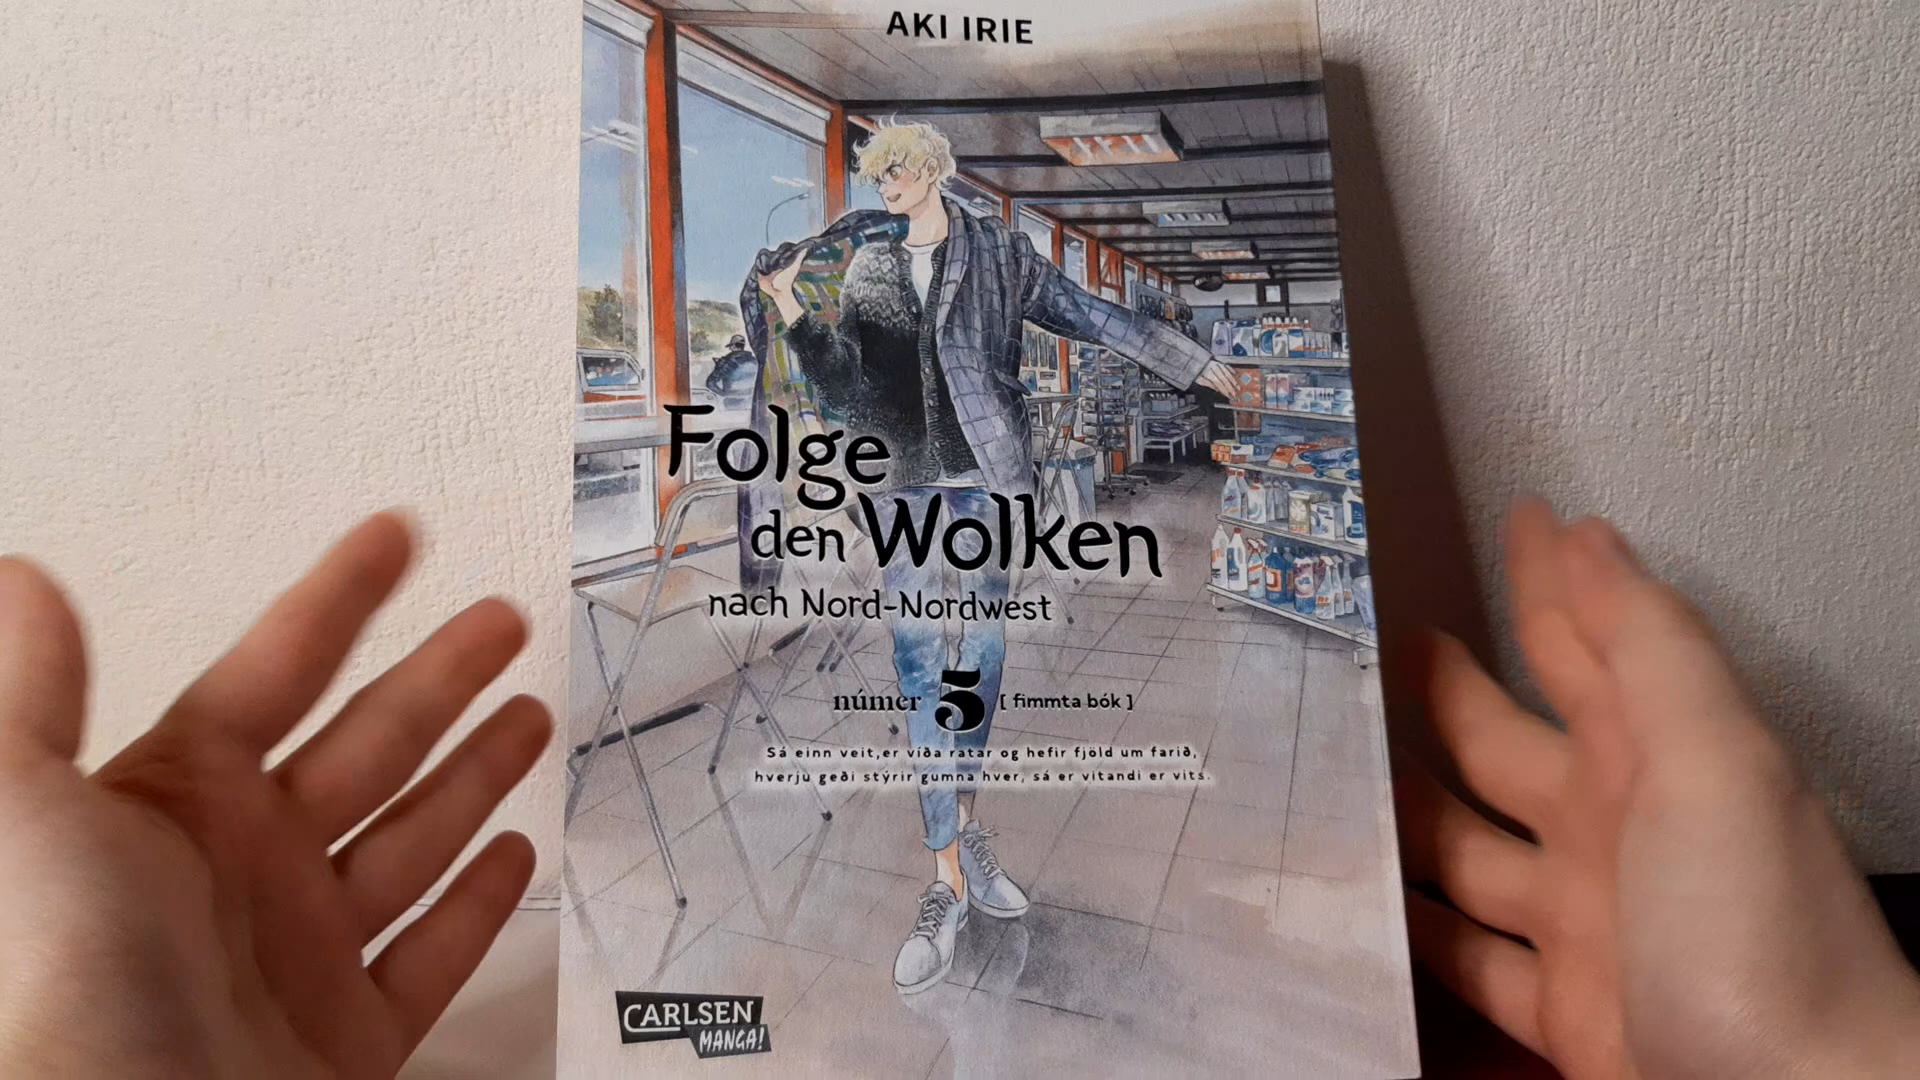 AKI IRIE
Folge
den Wolken
nach Nord-Nordwest
númer 5 [ fimmta bók ]
Sá einn veit,er víða ratar og hefir fjöld um farið,
hverju geði stýrir gumna hver, sá er vitandi er vits.
CARLSEN
MANGA!